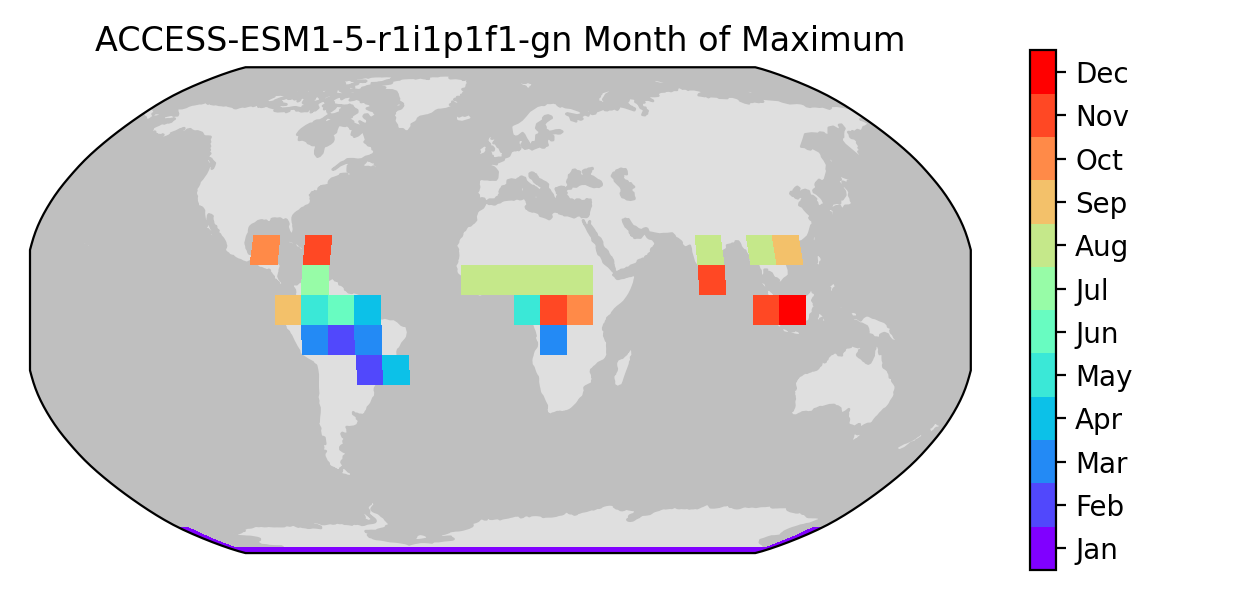 ACCESS-ESM1-5-r1i1p1f1-gn Month of Maximum
Dec
Nov
Oct
Sep
Aug
Jul
Jun
May
Apr
Mar
Feb
Jan